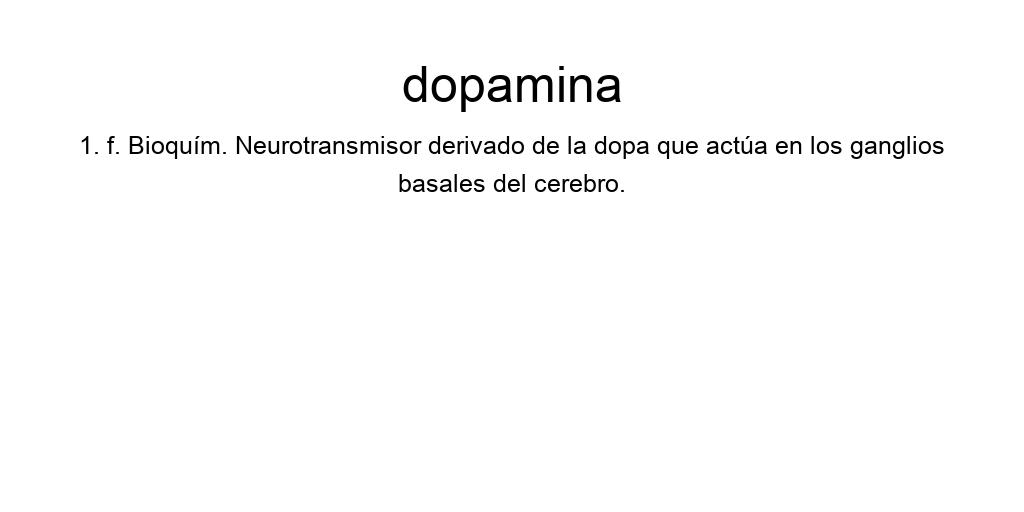 dopamina
1. f. Bioquím. Neurotransmisor derivado de la dopa que actúa en los ganglios
basales del cerebro.